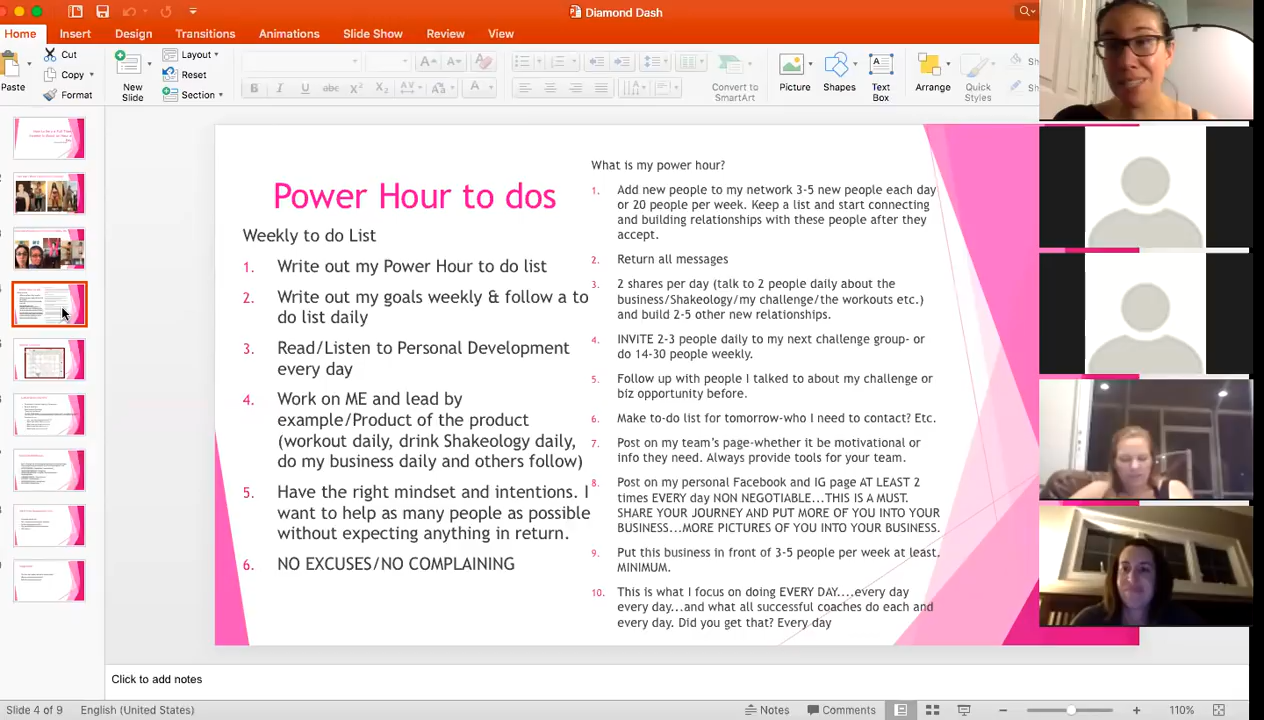 Diamond Dash
Home Insert Design Transitions Animations Slide Show Review View
Paste
Cut
Copy
Format
New
Slide
Layout
Reset
Section
Convert to
SmartArt
Picture
Shapes
Text
Box
Arrange
Quick
Styles
Power Hour to dos
Weekly to do List
1. Write out my Power Hour to do list
2. Write out my goals weekly & follow a to
do list daily
3. Read/Listen to Personal Development
every day
4. Work on ME and lead by
example/Product of the product
(workout daily, drink Shakeology daily,
do my business daily and others follow)
5. Have the right mindset and intentions. I
want to help as many people as possible
without expecting anything in return.
6. NO EXCUSES/NO COMPLAINING
What is my power hour?
1. Add new people to my network 3-5 new people each day
or 20 people per week. Keep a list and start connecting
and building relationships with these people after they
accept.
2. Return all messages
3. 2 shares per day (talk to 2 people daily about the
business/Shakeology/my challenge/the workouts etc.)
and build 2-5 other new relationships.
4. INVITE 2-3 people daily to my next challenge group- or
do 14-30 people weekly.
5. Follow up with people I talked to about my challenge or
biz opportunity before.
6. Make to-do list for tomorrow-who I need to contact? Etc.
7. Post on my team's page-whether it be motivational or
info they need. Always provide tools for your team.
8. Post on my personal Facebook and IG page AT LEAST 2
times EVERY day NON NEGOTIABLE...THIS IS A MUST.
SHARE YOUR JOURNEY AND PUT MORE OF YOU INTO YOUR
BUSINESS...MORE PICTURES OF YOU INTO YOUR BUSINESS.
9. Put this business in front of 3-5 people per week at least.
MINIMUM.
10. This is what I focus on doing EVERY DAY....every day
every day...and what all successful coaches do each and
every day. Did you get that? Every day
Click to add notes
Slide 4 of 9 English (United States) Notes Comments 110%